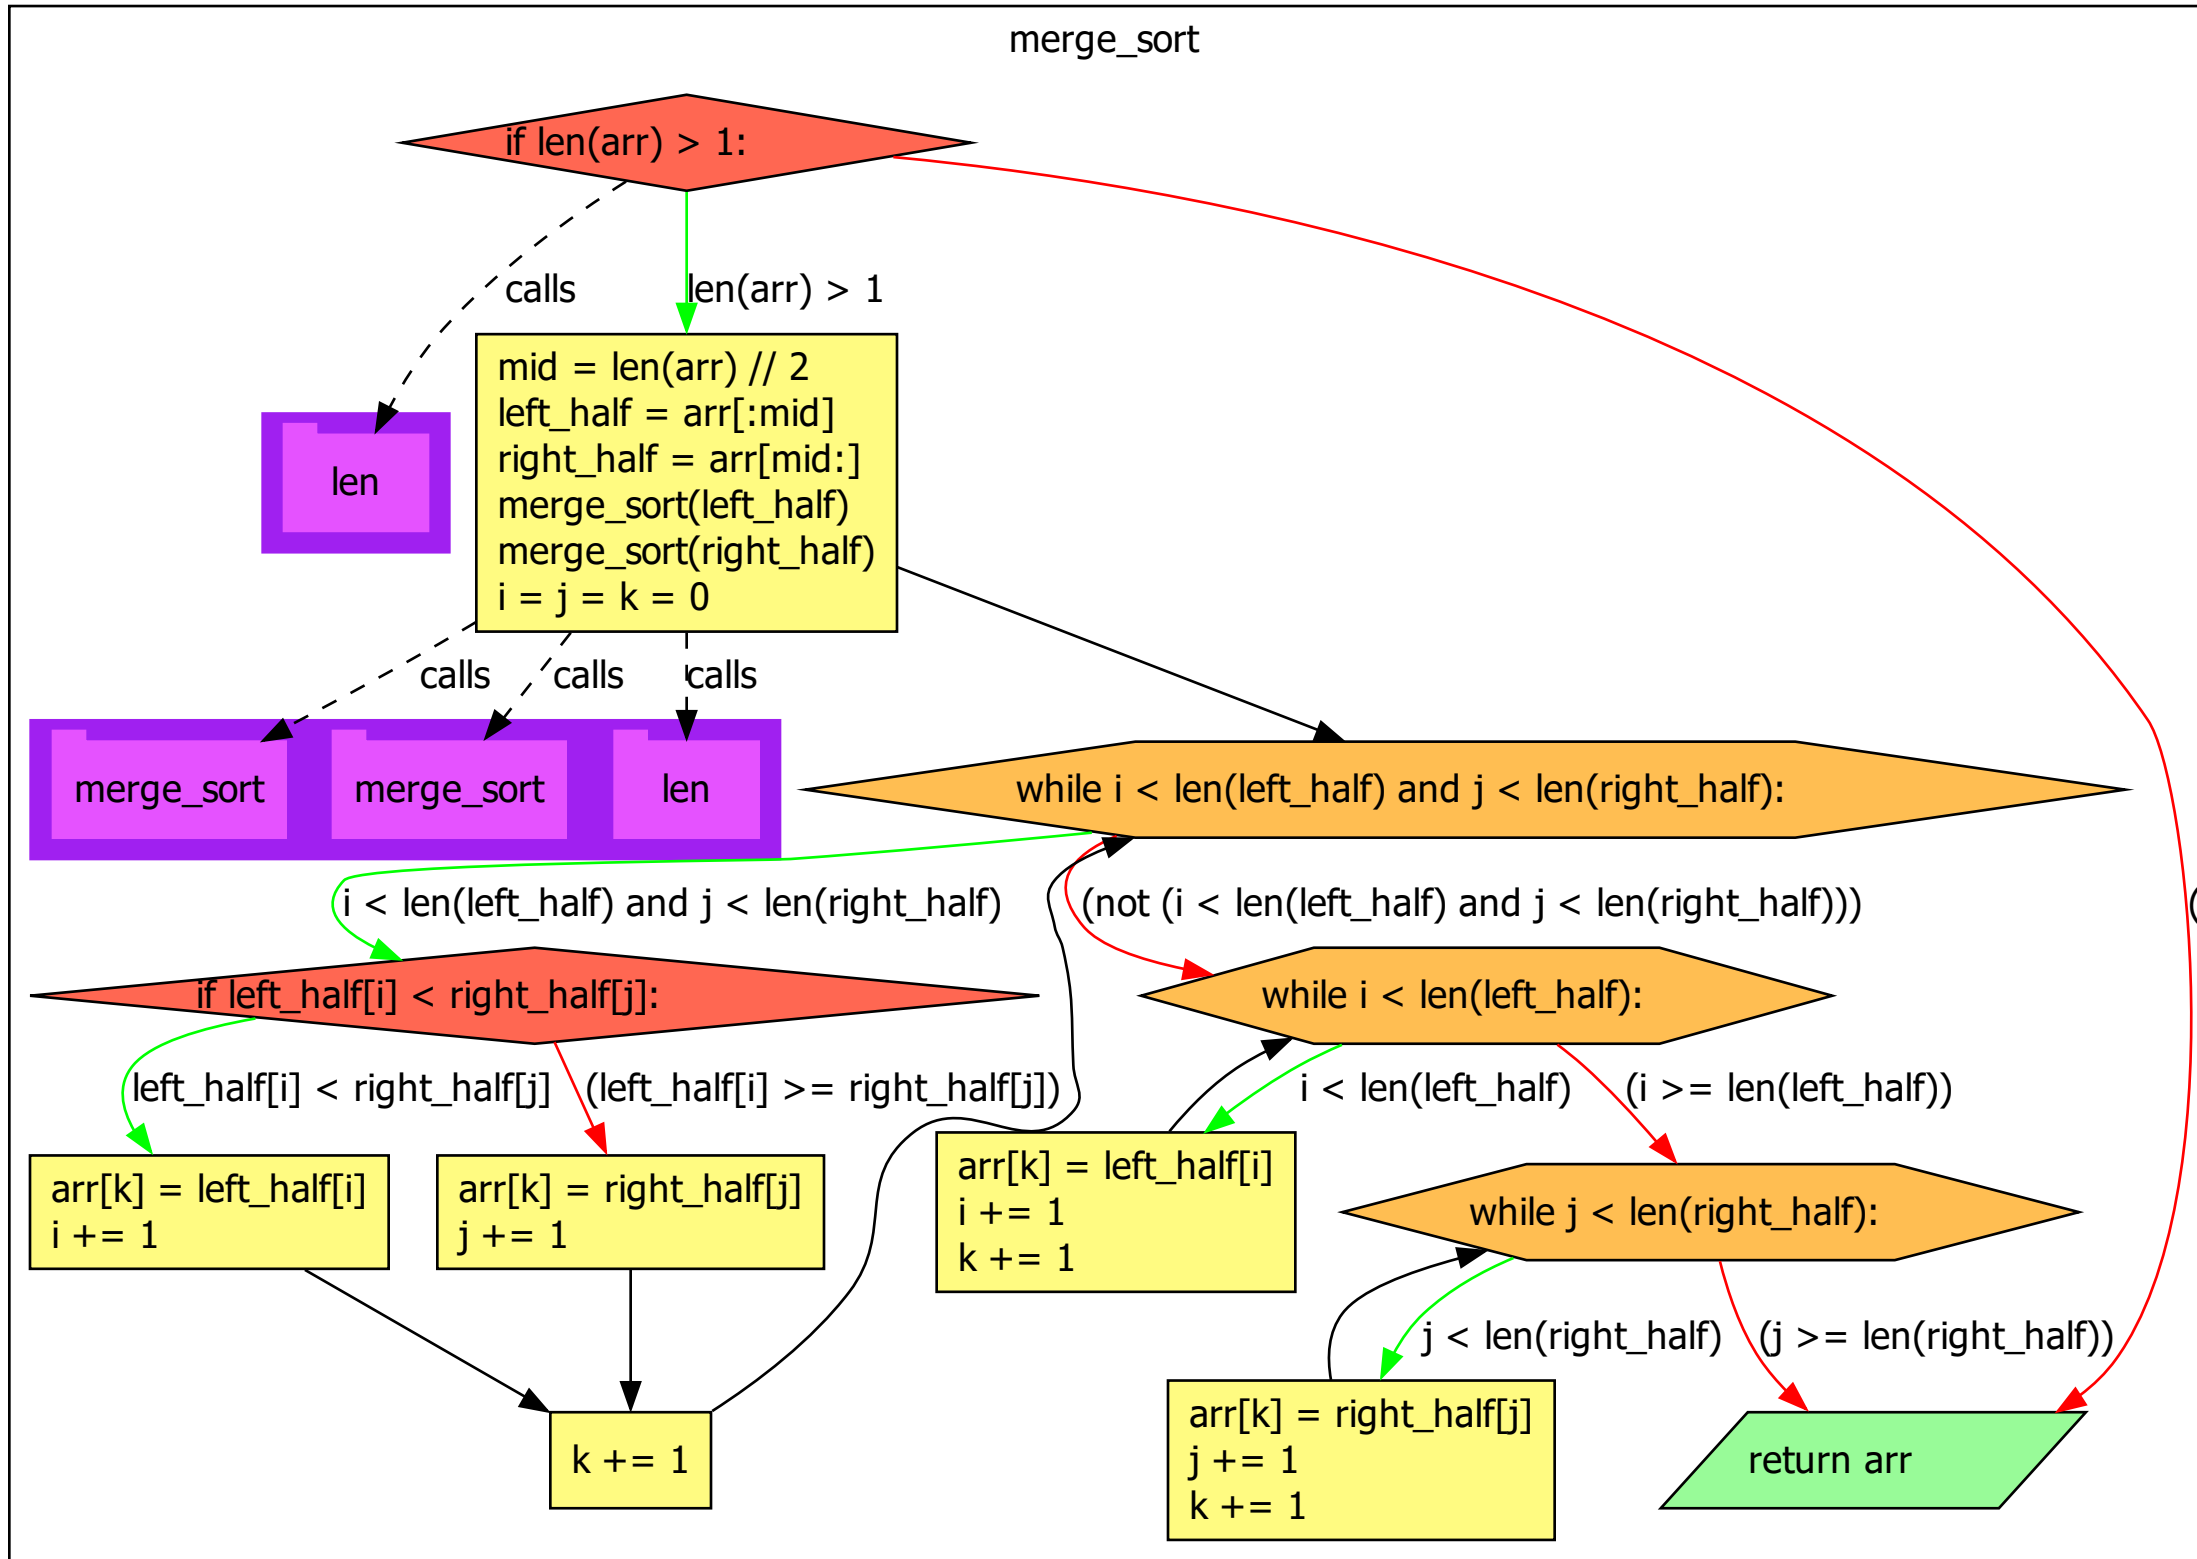 merge_sort
if len(arr) > 1:
calls
len(arr) > 1
mid = len(arr) // 2
left_half = arr[:mid]
right_half = arr[mid:]
merge_sort(left_half)
merge_sort(right_half)
i = j = k = 0
len
calls
calls
calls
merge_sort
merge_sort
len
while i < len(left_half) and j < len(right_half):
i < len(left_half) and j < len(right_half)
(not (i < len(left_half) and j < len(right_half)))
(
if left_half[i] < right_half[j]:
while i < len(left_half):
left_half[i] < right_half[j]
(left_half[i] >= right_half[j])
i < len(left_half)
(i >= len(left_half))
arr[k] = left_half[i]
i += 1
arr[k] = right_half[j]
j += 1
arr[k] = left_half[i]
i += 1
k += 1
while j < len(right_half):
j < len(right_half)
(j >= len(right_half))
k += 1
arr[k] = right_half[j]
j += 1
k += 1
return arr